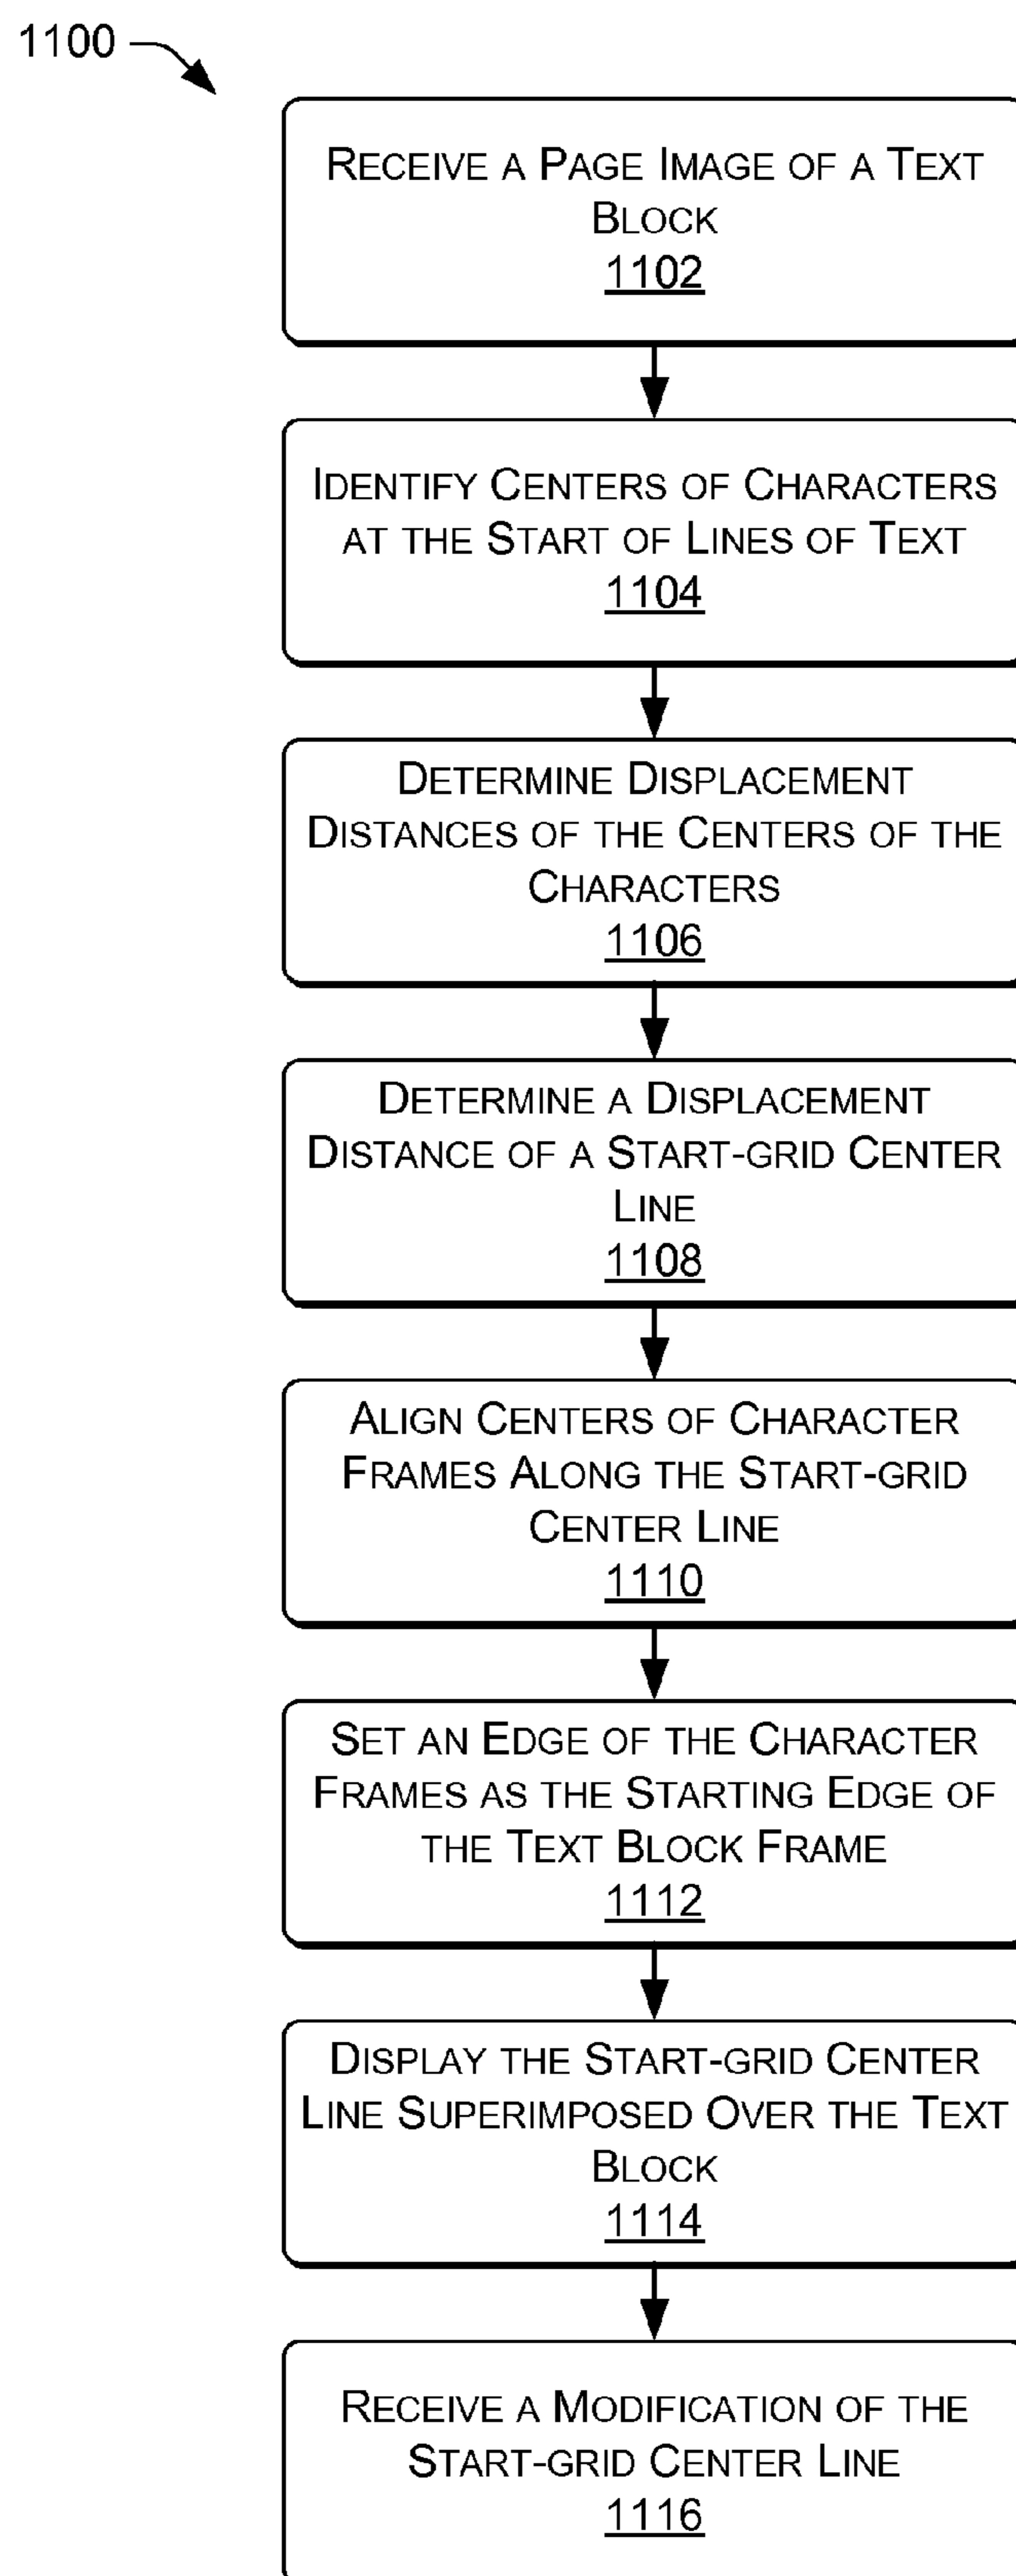 1100
RECEIVE A PAGE IMAGE OF A TEXT
BLOCK
1102
IDENTIFY CENTERS OF CHARACTERS
AT THE START OF LINES OF TEXT
1104
DETERMINE DISPLACEMENT
DISTANCES OF THE CENTERS OF THE
CHARACTERS
1106
DETERMINE A DISPLACEMENT
DISTANCE OF A START-GRID CENTER
LINE
1108
ALIGN CENTERS OF CHARACTER
FRAMES ALONG THE START-GRID
CENTER LINE
1110
SET AN EDGE OF THE CHARACTER
FRAMES AS THE STARTING EDGE OF
THE TEXT BLOCK FRAME
1112
DISPLAY THE START-GRID CENTER
LINE SUPERIMPOSED OVER THE TEXT
BLOCK
1114
RECEIVE A MODIFICATION OF THE
START-GRID CENTER LINE
1116